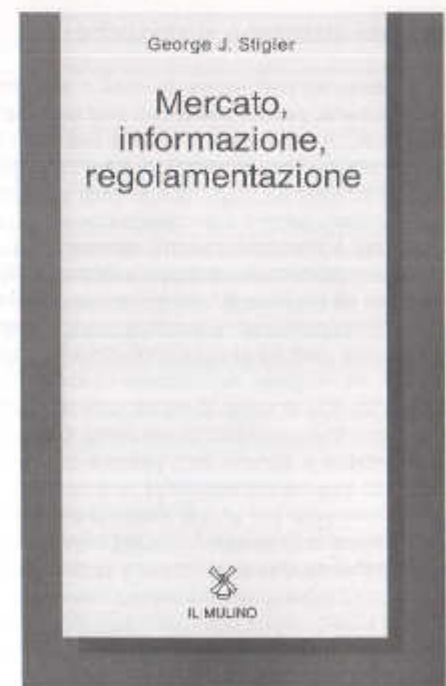 George J. Stigler
Mercato,
informazione,
regolamentazione
IL MULINO